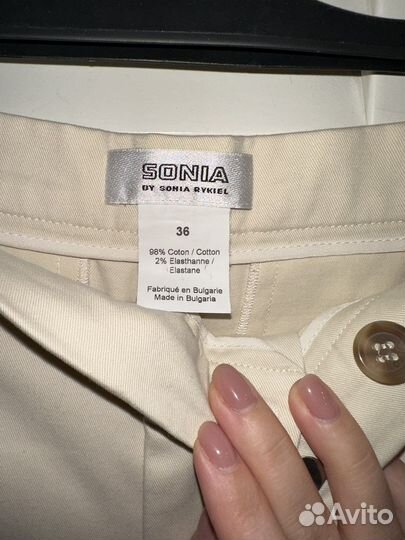 SONIA
BY SONIA RYKIEL
36
98% Coton / Cotton
2% Elasthanne /
Elastane
Fabriqué en Bulgarie
Made in Bulgaria
Avito